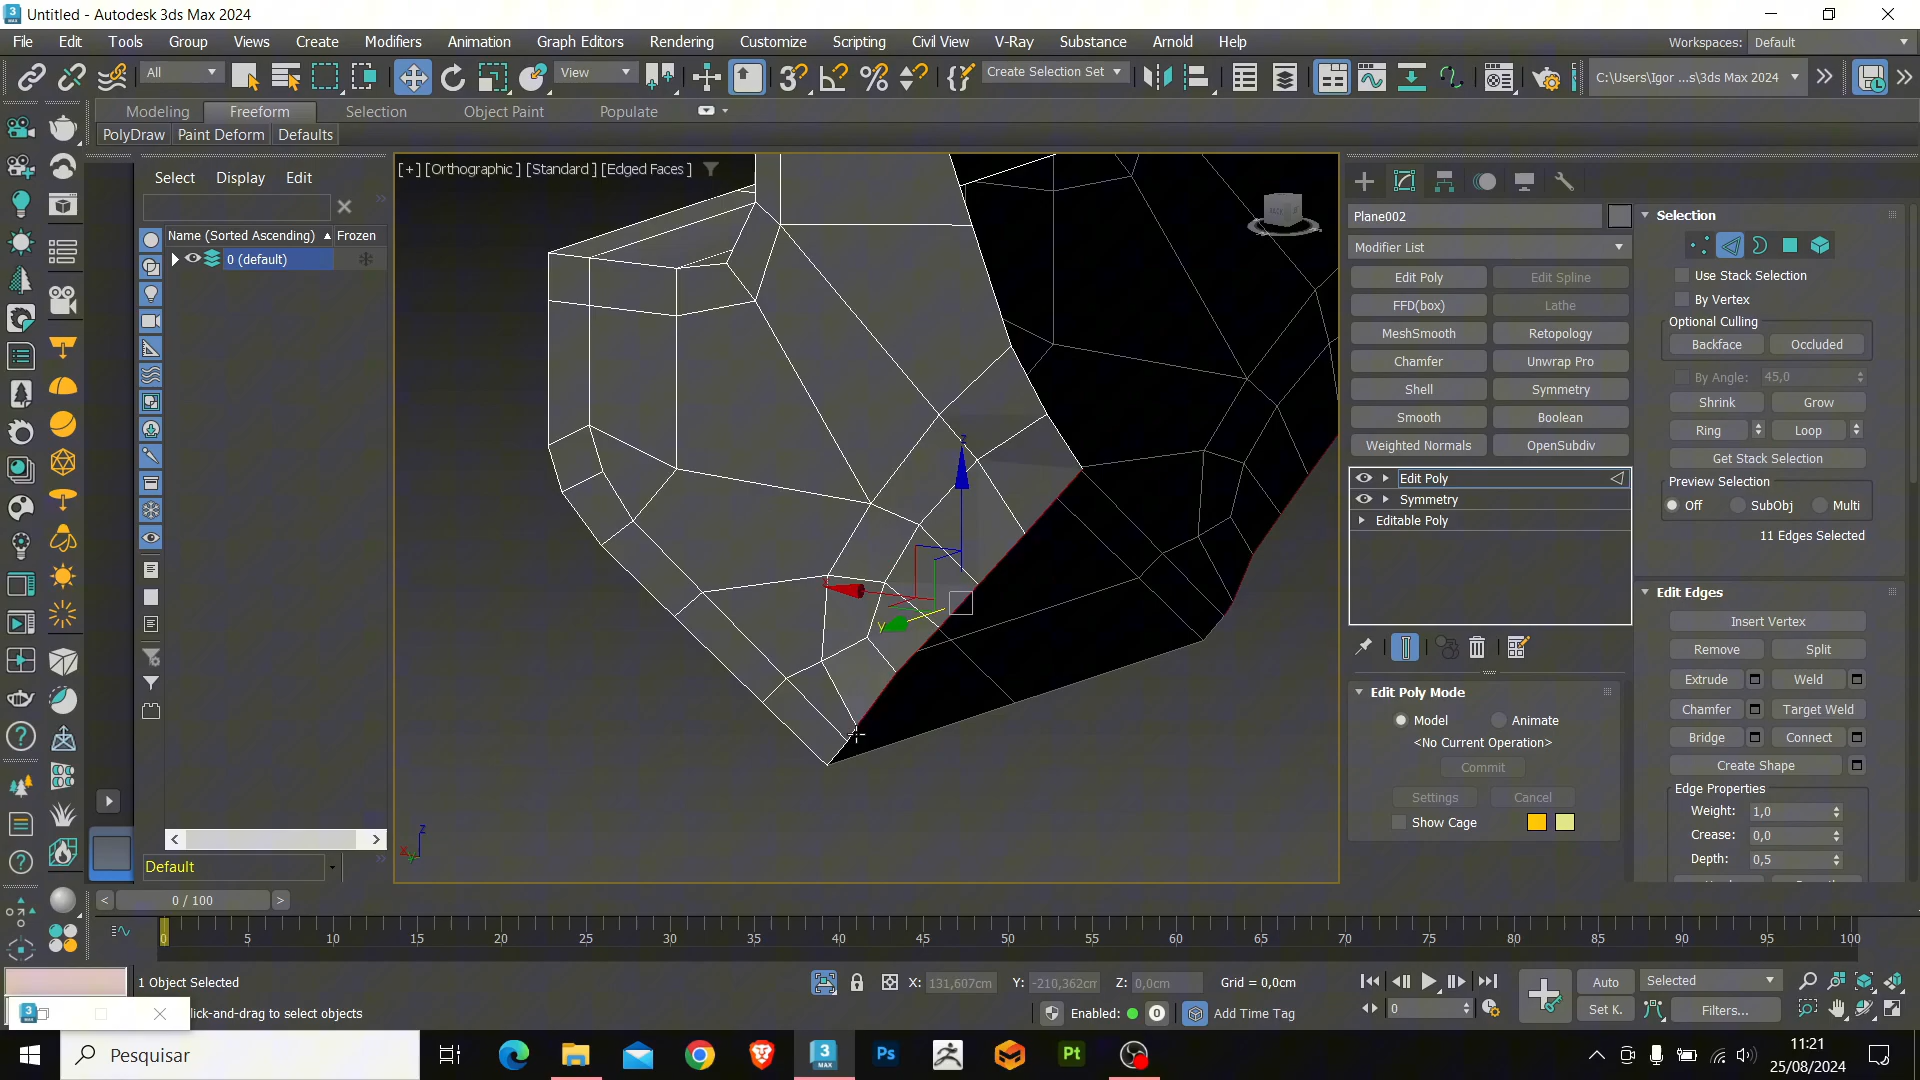 Untitled - Autodesk 3ds Max 2024
File Edit Tools Group Views Create Modifiers Animation Graph Editors Rendering Customize Scripting Civil View V-Ray Substance Arnold Help
Workspaces: Default
All View Create Selection Set C:\Users\Igor ...s\3ds Max 2024
Modeling Freeform Selection Object Paint Populate
PolyDraw Paint Deform Defaults
[+] [Orthographic] [Standard] [Edged Faces]
Select Display Edit
Name (Sorted Ascending) Frozen
0 (default)
Default
Plane002
Modifier List
Edit Poly Edit Spline
FFD(box) Lathe
MeshSmooth Retopology
Chamfer Unwrap Pro
Shell Symmetry
Smooth Boolean
Weighted Normals OpenSubdiv
Edit Poly
Symmetry
Editable Poly
Edit Poly Mode
Model Animate
<No Current Operation>
Commit
Settings Cancel
Show Cage
Selection
Use Stack Selection
By Vertex
Optional Culling
Backface Occluded
By Angle: 45,0
Shrink Grow
Ring Loop
Get Stack Selection
Preview Selection
Off SubObj Multi
11 Edges Selected
Edit Edges
Insert Vertex
Remove Split
Extrude Weld
Chamfer Target Weld
Bridge Connect
Create Shape
Edge Properties
Weight: 1,0
Crease: 0,0
Depth: 0,5
z
y
z
x
y
< 0 / 100 >
0 5 10 15 20 25 30 35 40 45 50 55 60 65 70 75 80 85 90 95 100
1 Object Selected
X: 131,607cm Y: -210,362cm Z: 0,0cm Grid = 0,0cm
Auto Selected
lick-and-drag to select objects
Enabled: 0 Add Time Tag
0
Set K. Filters...
Pesquisar
3 MAX
Ps
Pt
11:21
25/08/2024